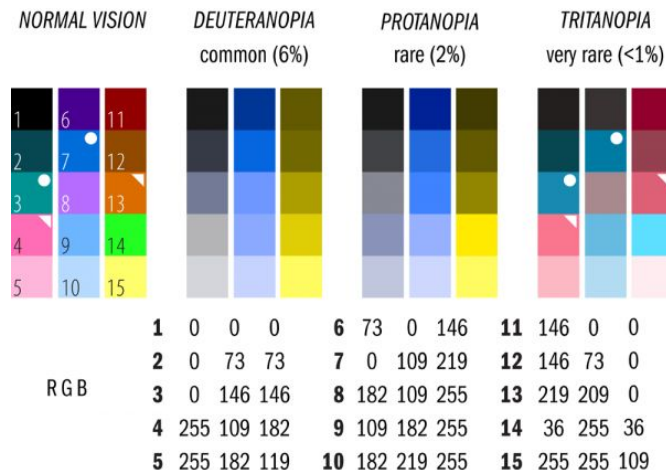 NORMAL VISION DEUTERANOPIA PROTANOPIA TRITANOPIA
common (6%) rare (2%) very rare (<1%)
1 6 11
2 7 12
3 8 13
4 9 14
5 10 15
1 0 0 0 6 73 0 146 11 146 0 0
2 0 73 73 7 0 109 219 12 146 73 0
R G B 3 0 146 146 8 182 109 255 13 219 209 0
4 255 109 182 9 109 182 255 14 36 255 36
5 255 182 119 10 182 219 255 15 255 255 109